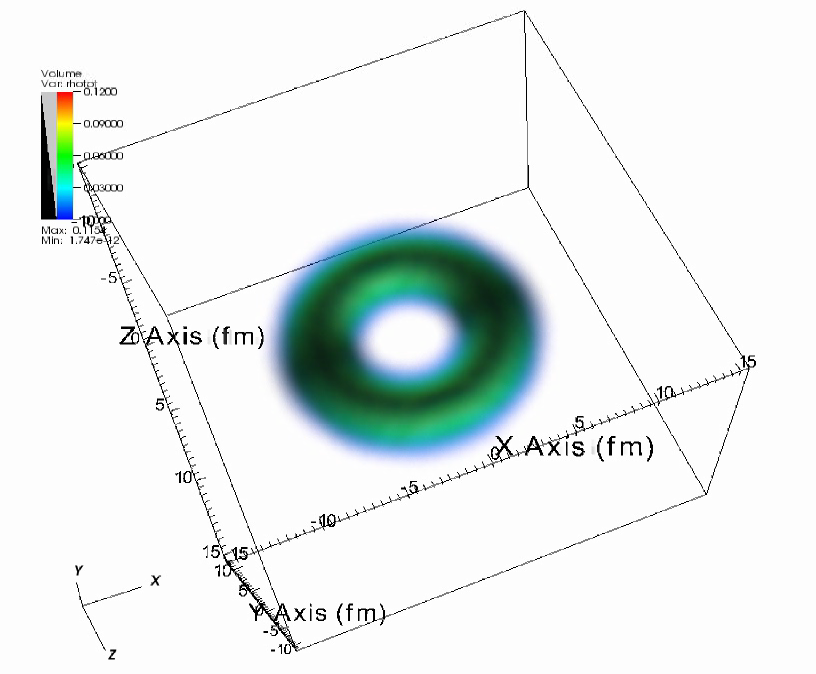 Volume
Var: rhotot
0.1200
0.09000
0.06000
0.03000
Max: 0.1154
Min: 1.747e-12
-5
Z Axis (fm)
0
5
10
15
15
10
5
0
X Axis (fm)
-5
-10
15
10
5
Y Axis (fm)
-5
-10
Y
X
Z